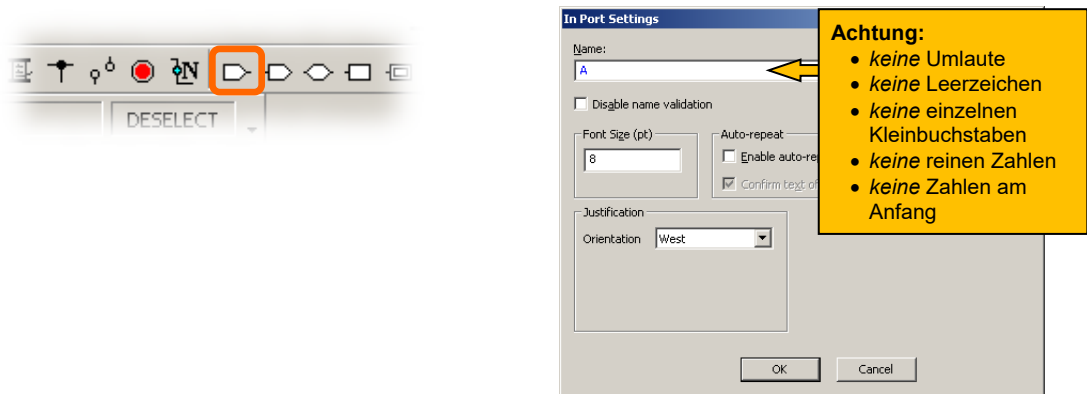 N
DESELECT
In Port Settings
Name:
A
Disable name validation
Font Size (pt)
8
Auto-repeat
Enable auto-re
Confirm text of
Justification
Orientation West
OK Cancel
Achtung:
• keine Umlaute
• keine Leerzeichen
• keine einzelnen
Kleinbuchstaben
• keine reinen Zahlen
• keine Zahlen am
Anfang